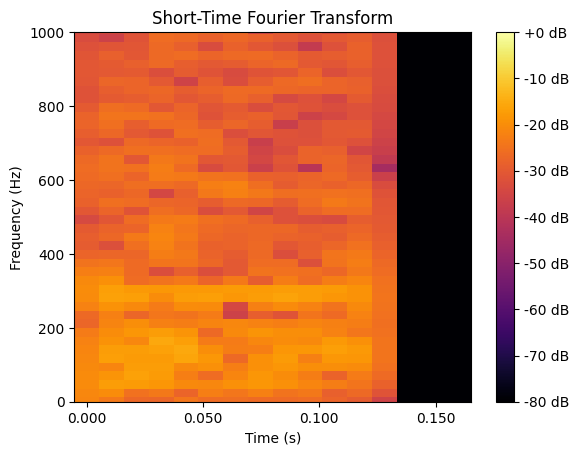 Short-Time Fourier Transform
1000
800
600
400
200
0
Frequency (Hz)
0.000
0.050
0.100
0.150
Time (s)
+0 dB
-10 dB
-20 dB
-30 dB
-40 dB
-50 dB
-60 dB
-70 dB
-80 dB